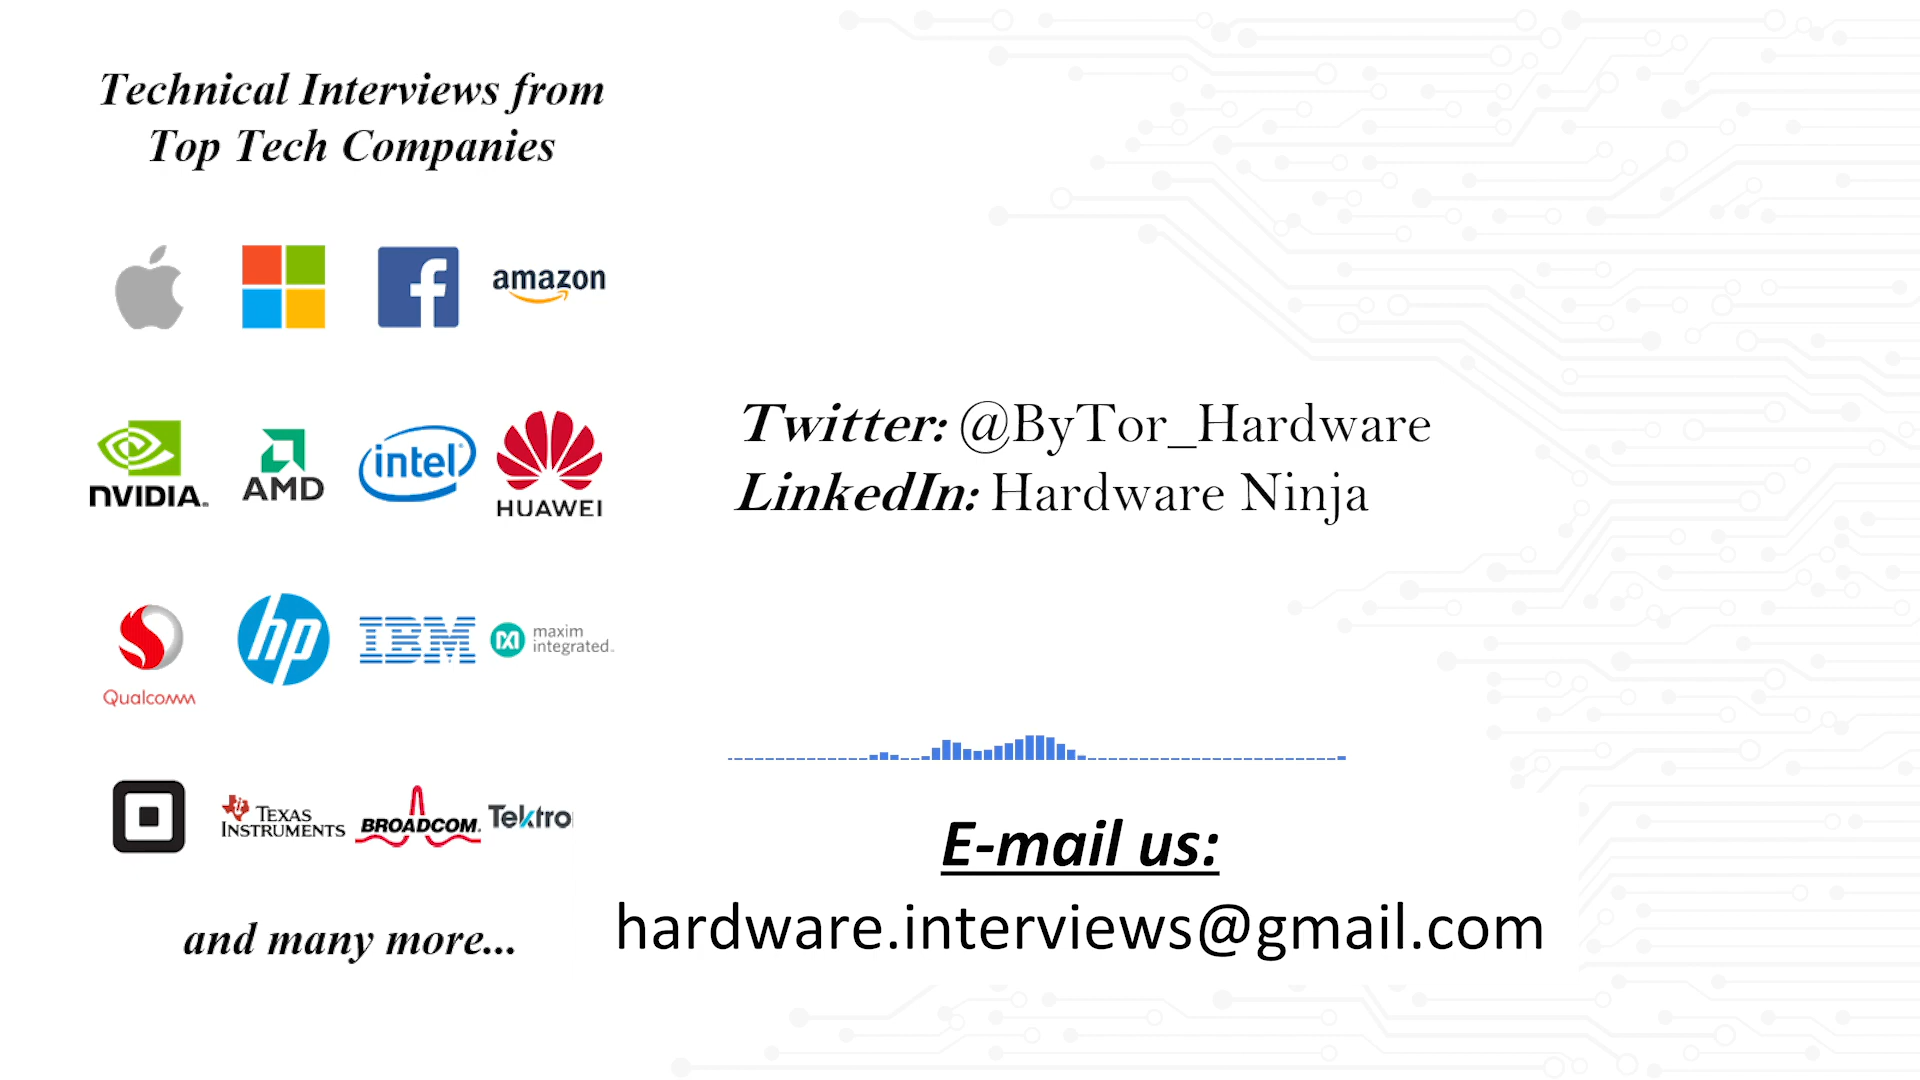 Technical Interviews from
Top Tech Companies
amazon
nVIDIA.
AMD
intel
HUAWEI
Qualcomm
hp
IBM
maxim
integrated.
TEXAS
INSTRUMENTS
BROADCOM.
Tektro
and many more...
Twitter: @ByTor_Hardware
LinkedIn: Hardware Ninja
E-mail us:
hardware.interviews@gmail.com